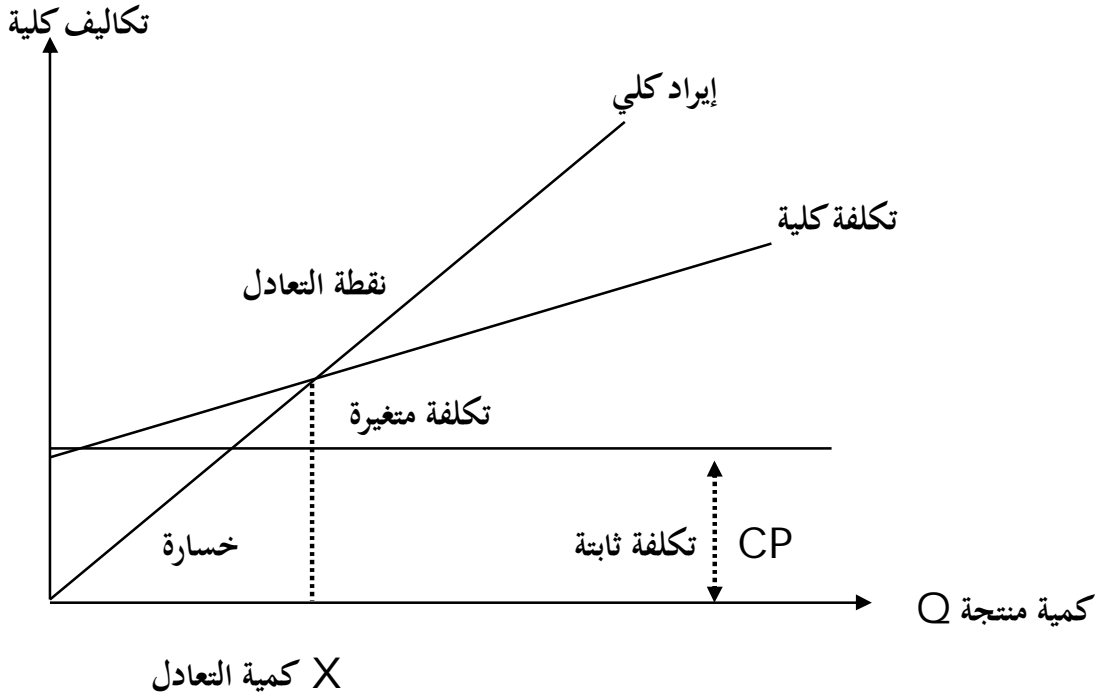 تكاليف كلية
إيراد كلي
تكلفة كلية
نقطة التعادل
تكلفة متغيرة
خسارة
تكلفة ثابتة CP
كمية منتجة Q
X كمية التعادل